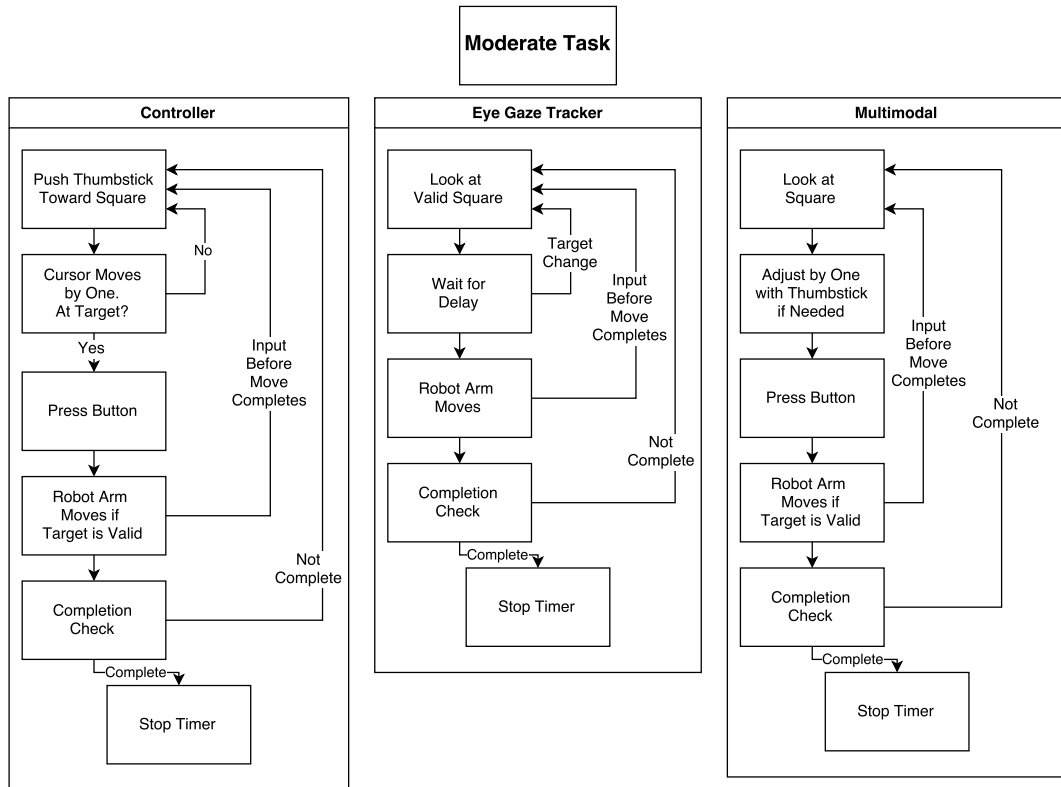 Moderate Task
Controller
Push Thumbstick
Toward Square
No
Cursor Moves
by One.
At Target?
Yes
Input
Before
Move
Completes
Press Button
Robot Arm
Moves if
Target is Valid
Not
Complete
Completion
Check
Complete
Stop Timer
Eye Gaze Tracker
Look at
Valid Square
Target
Change
Wait for
Delay
Input
Before
Move
Completes
Robot Arm
Moves
Not
Complete
Completion
Check
Complete
Stop Timer
Multimodal
Look at
Square
Adjust by One
with Thumbstick
if Needed
Input
Before
Move
Completes
Press Button
Not
Complete
Robot Arm
Moves if
Target is Valid
Completion
Check
Complete
Stop Timer